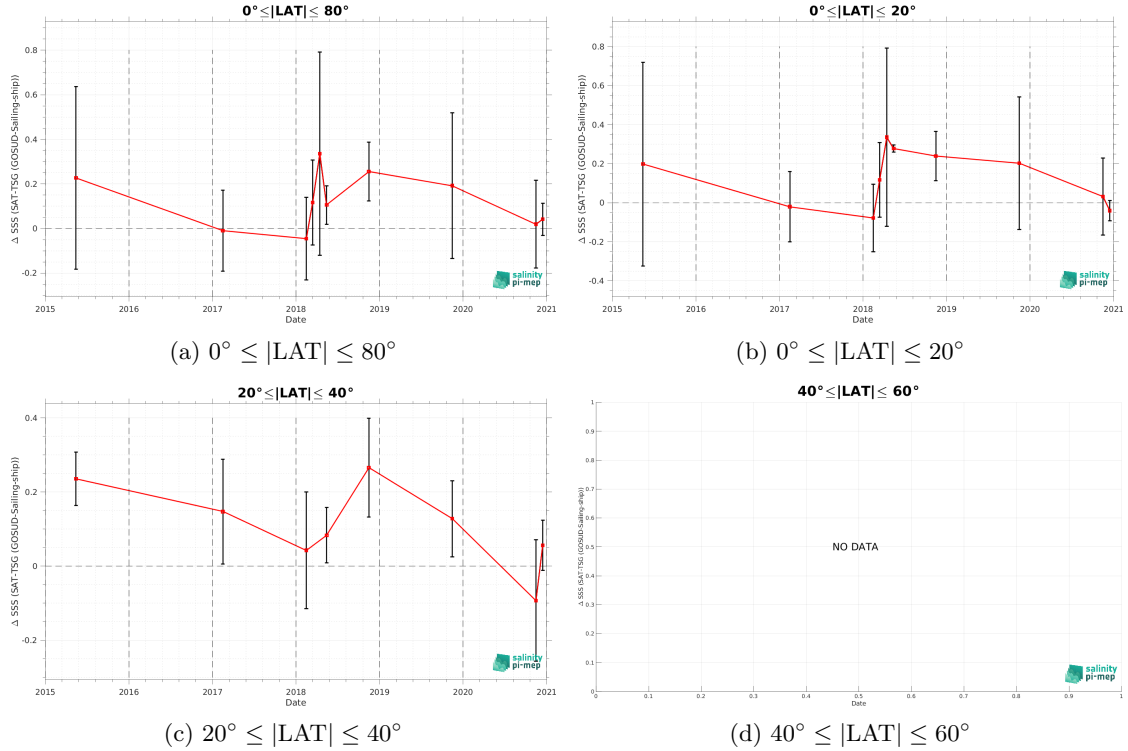 0°≤|LAT|≤ 80°
Δ SSS (SAT-TSG (GOSUD-Sailing-ship))
0.8
0.6
0.4
0.2
0
-0.2
2015 2016 2017 2018 2019 2020 2021
Date
salinity
pi-mep
(a) 0° ≤ |LAT| ≤ 80°
0°≤|LAT|≤ 20°
Δ SSS (SAT-TSG (GOSUD-Sailing-ship))
0.8
0.6
0.4
0.2
0
-0.2
-0.4
2015 2016 2017 2018 2019 2020 2021
Date
salinity
pi-mep
(b) 0° ≤ |LAT| ≤ 20°
20°≤|LAT|≤ 40°
Δ SSS (SAT-TSG (GOSUD-Sailing-ship))
0.4
0.2
0
-0.2
2015 2016 2017 2018 2019 2020 2021
Date
salinity
pi-mep
(c) 20° ≤ |LAT| ≤ 40°
40°≤|LAT|≤ 60°
Δ SSS (SAT-TSG (GOSUD-Sailing-ship))
1
0.9
0.8
0.7
0.6
0.5
0.4
0.3
0.2
0.1
0
NO DATA
0 0.1 0.2 0.3 0.4 0.5 0.6 0.7 0.8 0.9 1
Date
salinity
pi-mep
(d) 40° ≤ |LAT| ≤ 60°